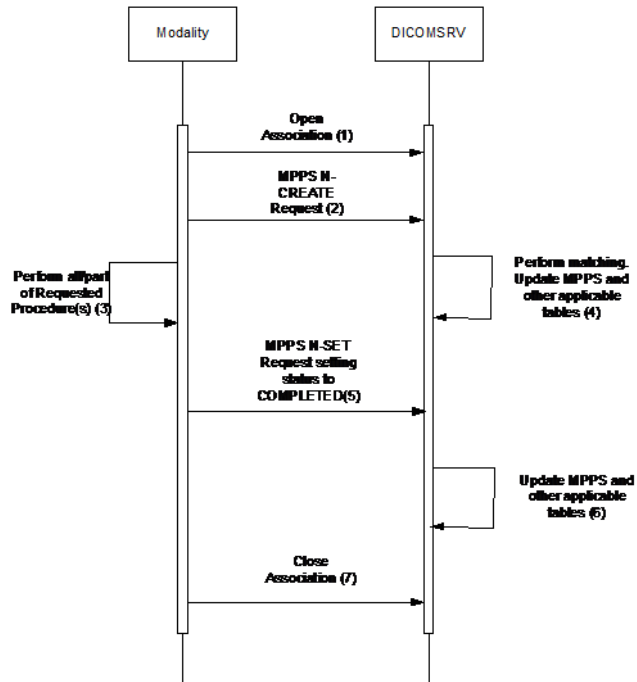 Modality
DICOMSRV
Open
Association (1)
MPPS N-
CREATE
Request (2)
Perform all/part
of Requested
Procedure(s) (3)
Perform matching.
Update MPPS and
other applicable
tables (4)
MPPS N-SET
Request setting
status to
COMPLETED(5)
Update MPPS and
other applicable
tables (6)
Close
Association (7)